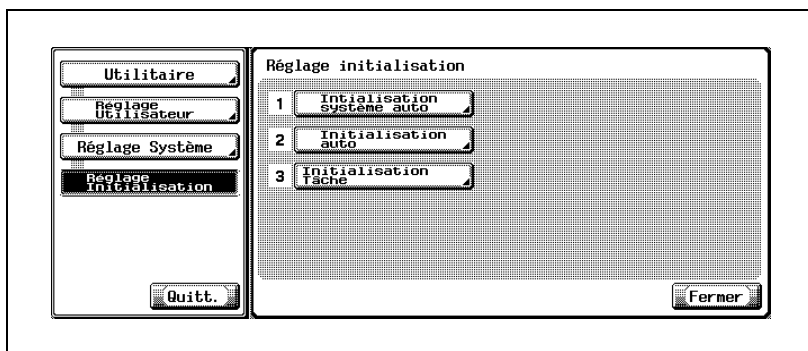 Utilitaire
Réglage
Utilisateur
Réglage Système
Réglage
Initialisation
Quitt.
Réglage initialisation
1 Intialisation
système auto
2 Initialisation
auto
3 Initialisation
Tâche
Fermer